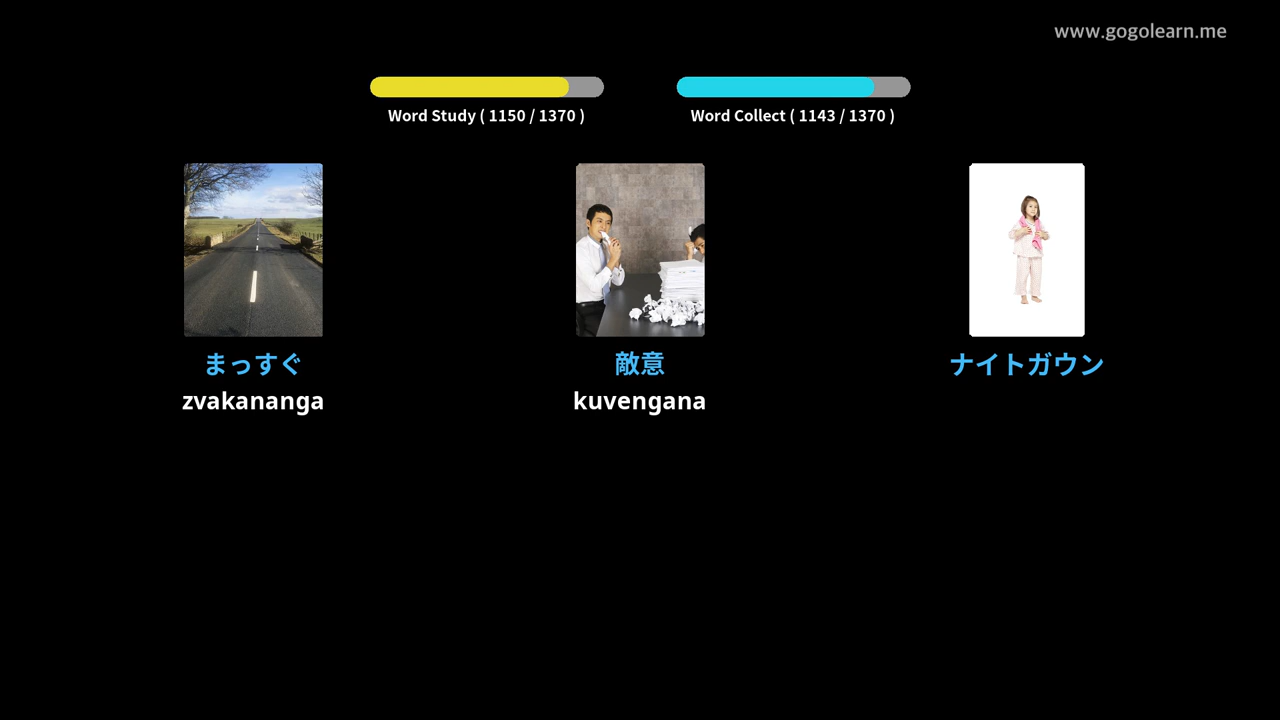 www.gogolearn.me
Word Study ( 1150 / 1370 )
Word Collect ( 1143 / 1370 )
まっすぐ
zvakananga
敵意
kuvengana
ナイトガウン